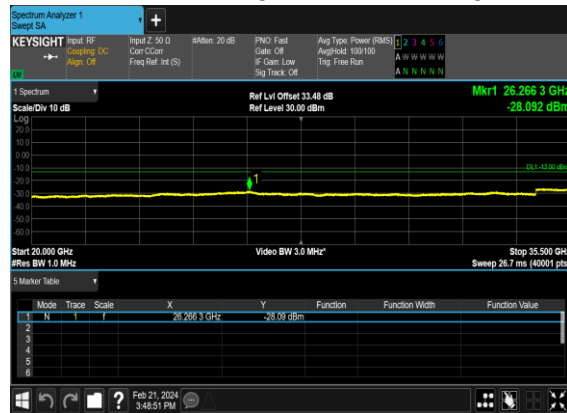 Spectrum Analyzer 1
Swept SA
+
KEYSIGHT Input: RF Input Z: 50 Ω #Atten: 20 dB PNO: Fast Avg Type: Power (RMS) 1 2 3 4 5 6
Coupling: DC Corr CCorr Gate: Off Avg|Hold: 100/100 A W W W W W
Align: Off Freq Ref: Int (S) IF Gain: Low Trig: Free Run
Sig Track: Off A N N N N N
LXI
1 Spectrum
Scale/Div 10 dB Ref Lvl Offset 33.48 dB Mkr1 26.266 3 GHz
Ref Level 30.00 dBm -28.092 dBm
Log
20.0
10.0
0.00
-10.0 DL1 -13.00 dBm
-20.0 1
-30.0
-40.0
-50.0
-60.0
Start 20.000 GHz Video BW 3.0 MHz* Stop 35.500 GHz
#Res BW 1.0 MHz Sweep 26.7 ms (40001 pts)
5 Marker Table
Mode Trace Scale X Y Function Function Width Function Value
1 N 1 f 26.266 3 GHz -28.09 dBm
2
3
4
5
6
? Feb 21, 2024
3:48:51 PM